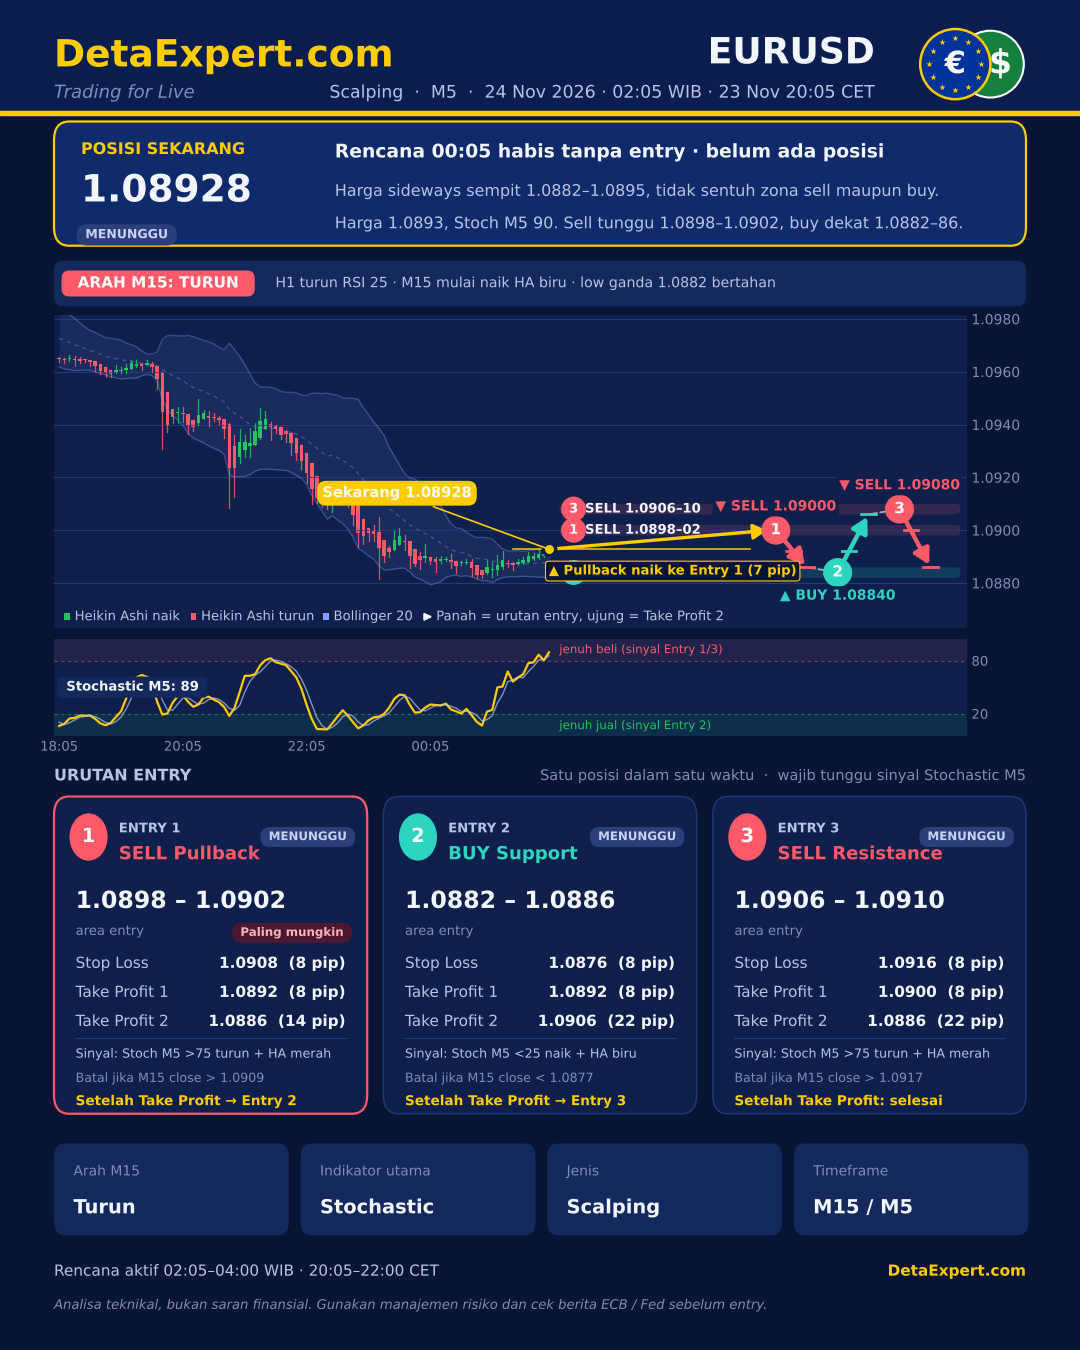 DetaExpert.com
Trading for Live
EURUSD
Scalping · M5 · 24 Nov 2026 · 02:05 WIB · 23 Nov 20:05 CET
€ $
POSISI SEKARANG
1.08928
MENUNGGU
Rencana 00:05 habis tanpa entry · belum ada posisi
Harga sideways sempit 1.0882–1.0895, tidak sentuh zona sell maupun buy.
Harga 1.0893, Stoch M5 90. Sell tunggu 1.0898–1.0902, buy dekat 1.0882–86.
ARAH M15: TURUN
H1 turun RSI 25 · M15 mulai naik HA biru · low ganda 1.0882 bertahan
1.0980
1.0960
1.0940
1.0920
1.0900
1.0880
Sekarang 1.08928
3 SELL 1.0906–10
1 SELL 1.0898–02
▼ SELL 1.09000
▼ SELL 1.09080
1
3
2
▲ Pullback naik ke Entry 1 (7 pip)
▲ BUY 1.08840
Heikin Ashi naik
Heikin Ashi turun
Bollinger 20
Panah = urutan entry, ujung = Take Profit 2
jenuh beli (sinyal Entry 1/3)
80
Stochastic M5: 89
20
jenuh jual (sinyal Entry 2)
18:05 20:05 22:05 00:05
URUTAN ENTRY
Satu posisi dalam satu waktu · wajib tunggu sinyal Stochastic M5
1
ENTRY 1
MENUNGGU
SELL Pullback
1.0898 – 1.0902
area entry
Paling mungkin
Stop Loss 1.0908 (8 pip)
Take Profit 1 1.0892 (8 pip)
Take Profit 2 1.0886 (14 pip)
Sinyal: Stoch M5 >75 turun + HA merah
Batal jika M15 close > 1.0909
Setelah Take Profit → Entry 2
2
ENTRY 2
MENUNGGU
BUY Support
1.0882 – 1.0886
area entry
Stop Loss 1.0876 (8 pip)
Take Profit 1 1.0892 (8 pip)
Take Profit 2 1.0906 (22 pip)
Sinyal: Stoch M5 <25 naik + HA biru
Batal jika M15 close < 1.0877
Setelah Take Profit → Entry 3
3
ENTRY 3
MENUNGGU
SELL Resistance
1.0906 – 1.0910
area entry
Stop Loss 1.0916 (8 pip)
Take Profit 1 1.0900 (8 pip)
Take Profit 2 1.0886 (22 pip)
Sinyal: Stoch M5 >75 turun + HA merah
Batal jika M15 close > 1.0917
Setelah Take Profit: selesai
Arah M15
Turun
Indikator utama
Stochastic
Jenis
Scalping
Timeframe
M15 / M5
Rencana aktif 02:05–04:00 WIB · 20:05–22:00 CET
DetaExpert.com
Analisa teknikal, bukan saran finansial. Gunakan manajemen risiko dan cek berita ECB / Fed sebelum entry.